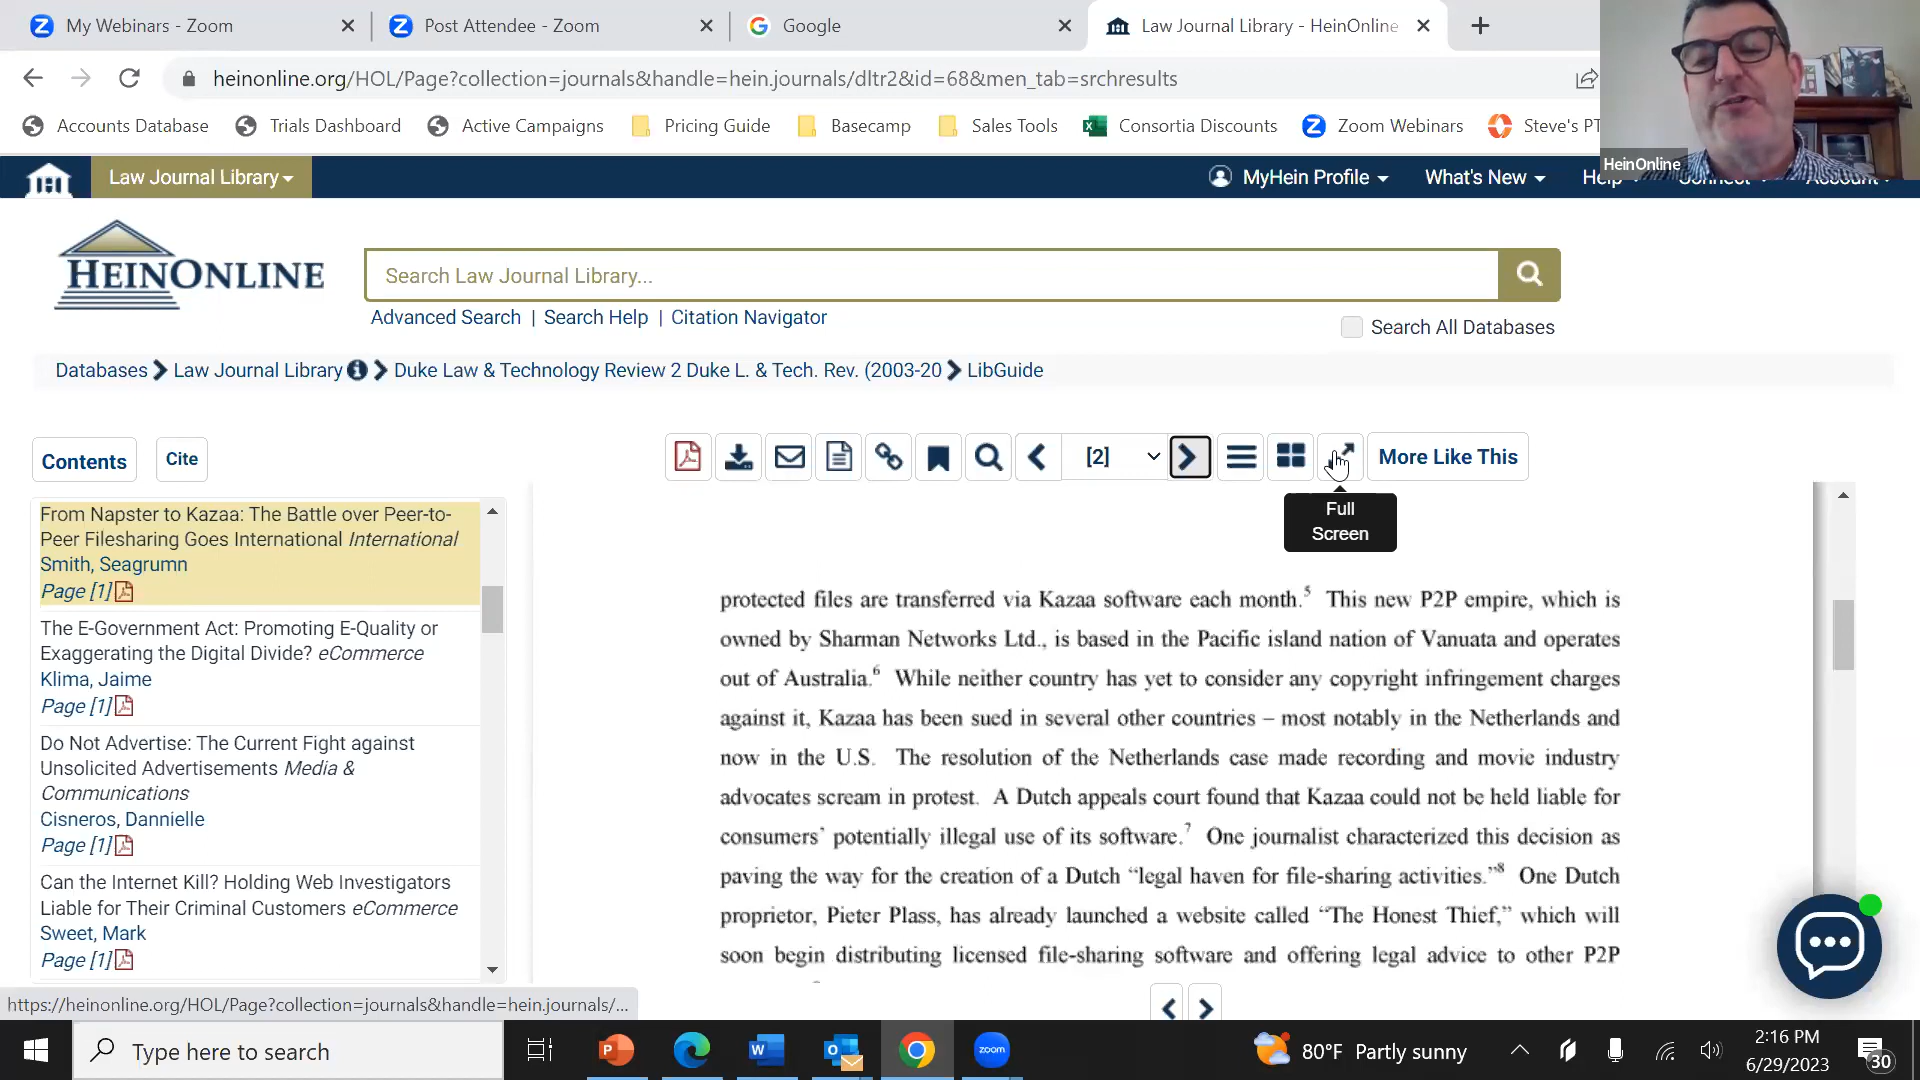 My Webinars - Zoom
Post Attendee - Zoom
Google
Law Journal Library - HeinOnline
heinonline.org/HOL/Page?collection=journals&handle=hein.journals/dltr2&id=68&men_tab=srchresults
Accounts Database
Trials Dashboard
Active Campaigns
Pricing Guide
Basecamp
Sales Tools
Consortia Discounts
Zoom Webinars
Steve's PT
HeinOnline
Law Journal Library
MyHein Profile
What's New
Help
Connect
Account
HEINONLINE
Search Law Journal Library...
Advanced Search | Search Help | Citation Navigator
Search All Databases
Databases > Law Journal Library > Duke Law & Technology Review 2 Duke L. & Tech. Rev. (2003-20 > LibGuide
Contents
Cite
[2]
More Like This
Full
Screen
From Napster to Kazaa: The Battle over Peer-to-
Peer Filesharing Goes International International
Smith, Seagrumn
Page [1]
The E-Government Act: Promoting E-Quality or
Exaggerating the Digital Divide? eCommerce
Klima, Jaime
Page [1]
Do Not Advertise: The Current Fight against
Unsolicited Advertisements Media &
Communications
Cisneros, Dannielle
Page [1]
Can the Internet Kill? Holding Web Investigators
Liable for Their Criminal Customers eCommerce
Sweet, Mark
Page [1]
protected files are transferred via Kazaa software each month.5 This new P2P empire, which is
owned by Sharman Networks Ltd., is based in the Pacific island nation of Vanuata and operates
out of Australia.6 While neither country has yet to consider any copyright infringement charges
against it, Kazaa has been sued in several other countries – most notably in the Netherlands and
now in the U.S. The resolution of the Netherlands case made recording and movie industry
advocates scream in protest. A Dutch appeals court found that Kazaa could not be held liable for
consumers' potentially illegal use of its software.7 One journalist characterized this decision as
paving the way for the creation of a Dutch “legal haven for file-sharing activities.”8 One Dutch
proprietor, Pieter Plass, has already launched a website called “The Honest Thief,” which will
soon begin distributing licensed file-sharing software and offering legal advice to other P2P
https://heinonline.org/HOL/Page?collection=journals&handle=hein.journals/...
Type here to search
zoom
80°F Partly sunny
2:16 PM
6/29/2023
30